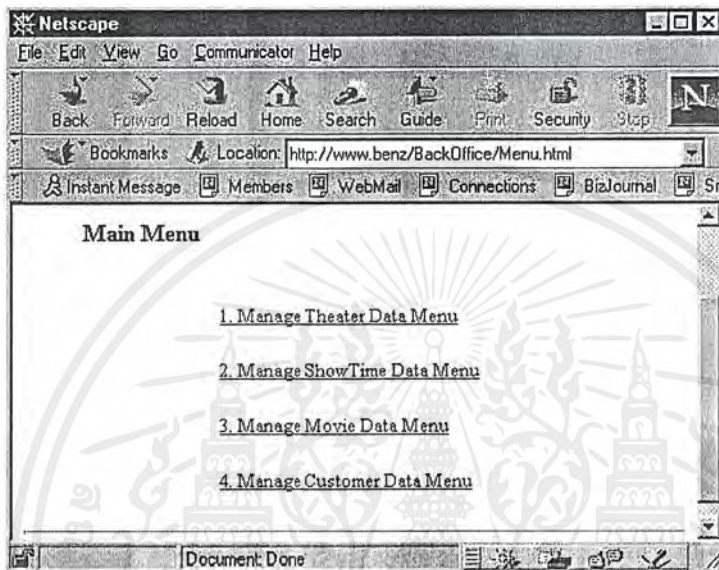 Netscape
File Edit View Go Communicator Help
Back Forward Reload Home Search Guide Print Security Stop
N
Bookmarks Location: http://www.benz/BackOffice/Menu.html
Instant Message Members WebMail Connections BizJournal
Main Menu
1. Manage Theater Data Menu
2. Manage ShowTime Data Menu
3. Manage Movie Data Menu
4. Manage Customer Data Menu
Document: Done